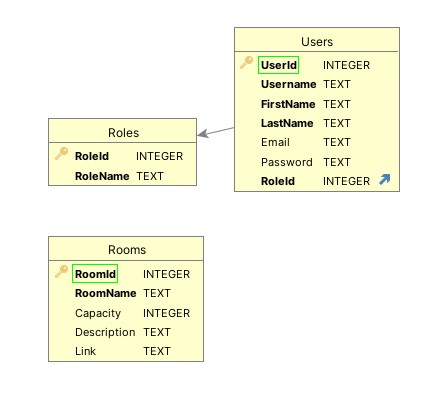 Users
UserId INTEGER
Username TEXT
FirstName TEXT
LastName TEXT
Email TEXT
Password TEXT
RoleId INTEGER
Roles
RoleId INTEGER
RoleName TEXT
Rooms
RoomId INTEGER
RoomName TEXT
Capacity INTEGER
Description TEXT
Link TEXT